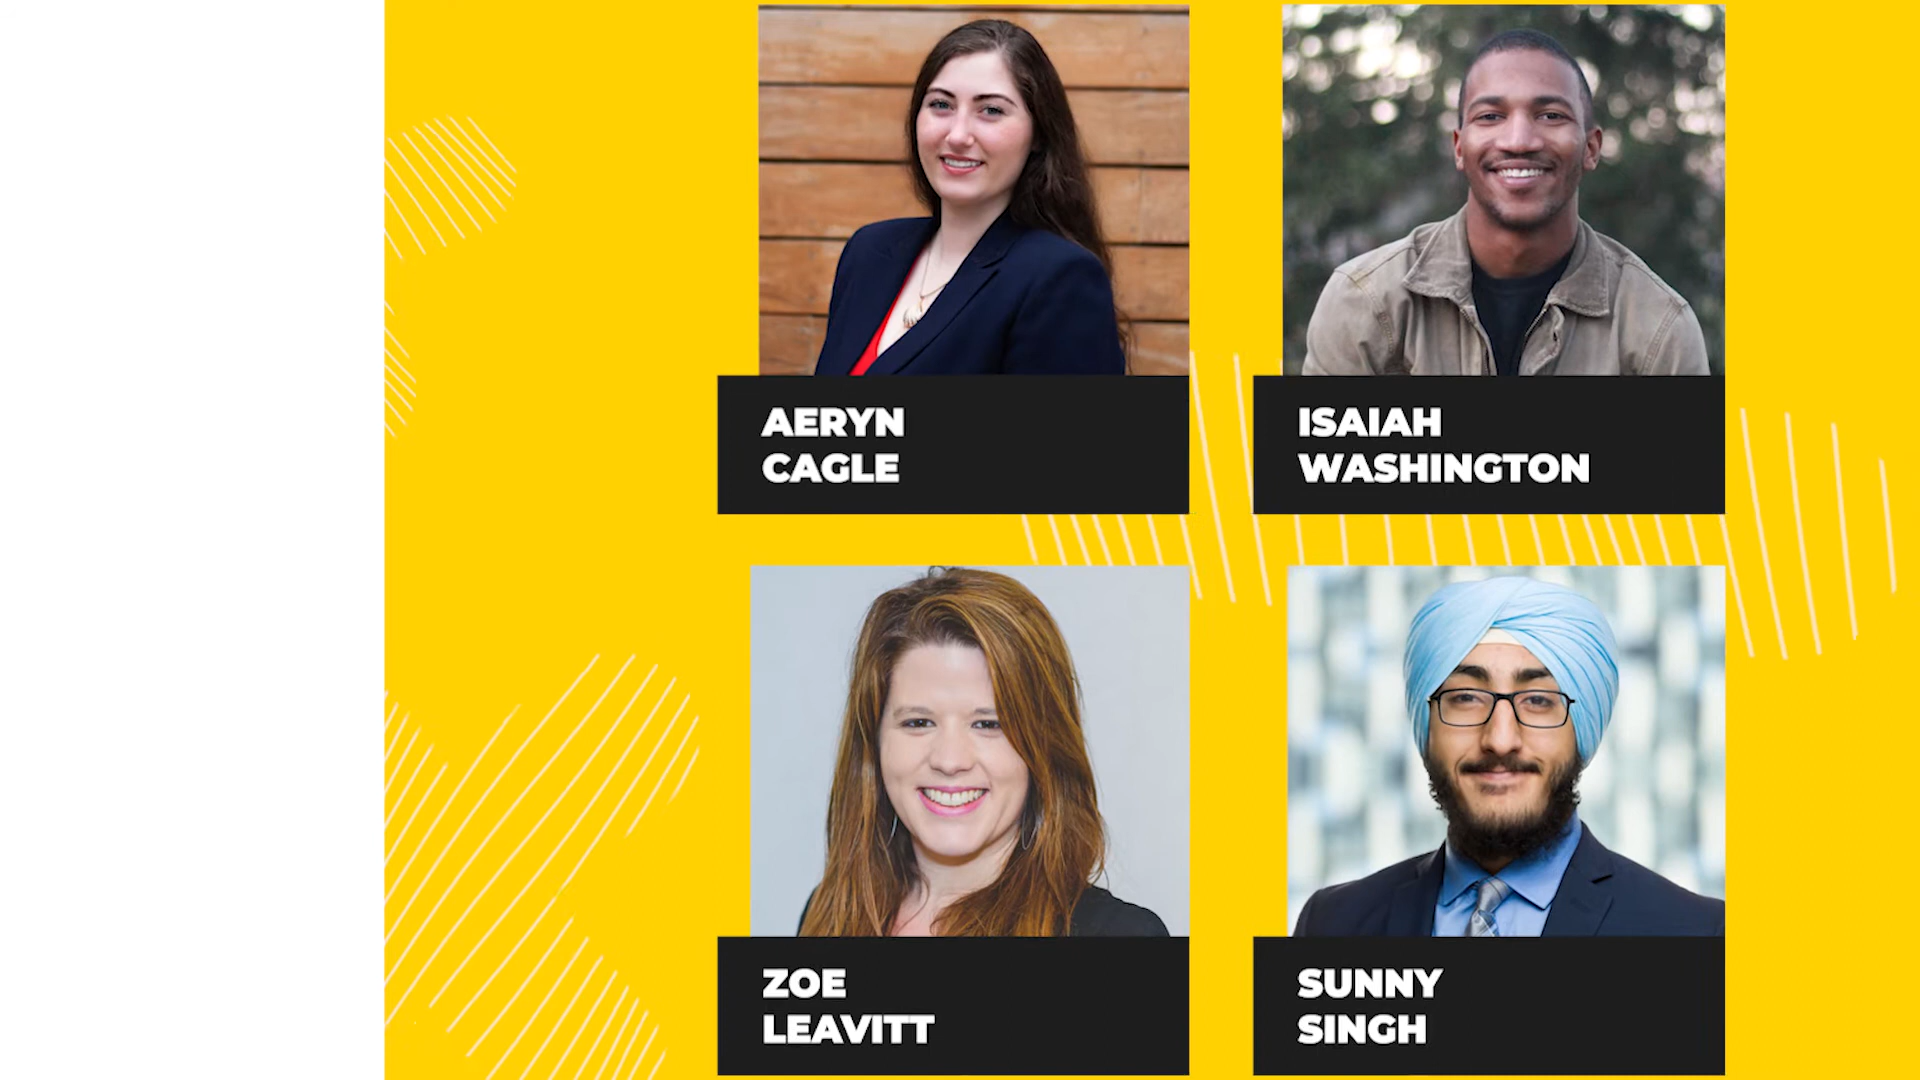 AERYN
CAGLE
ISAIAH
WASHINGTON
ZOE
LEAVITT
SUNNY
SINGH